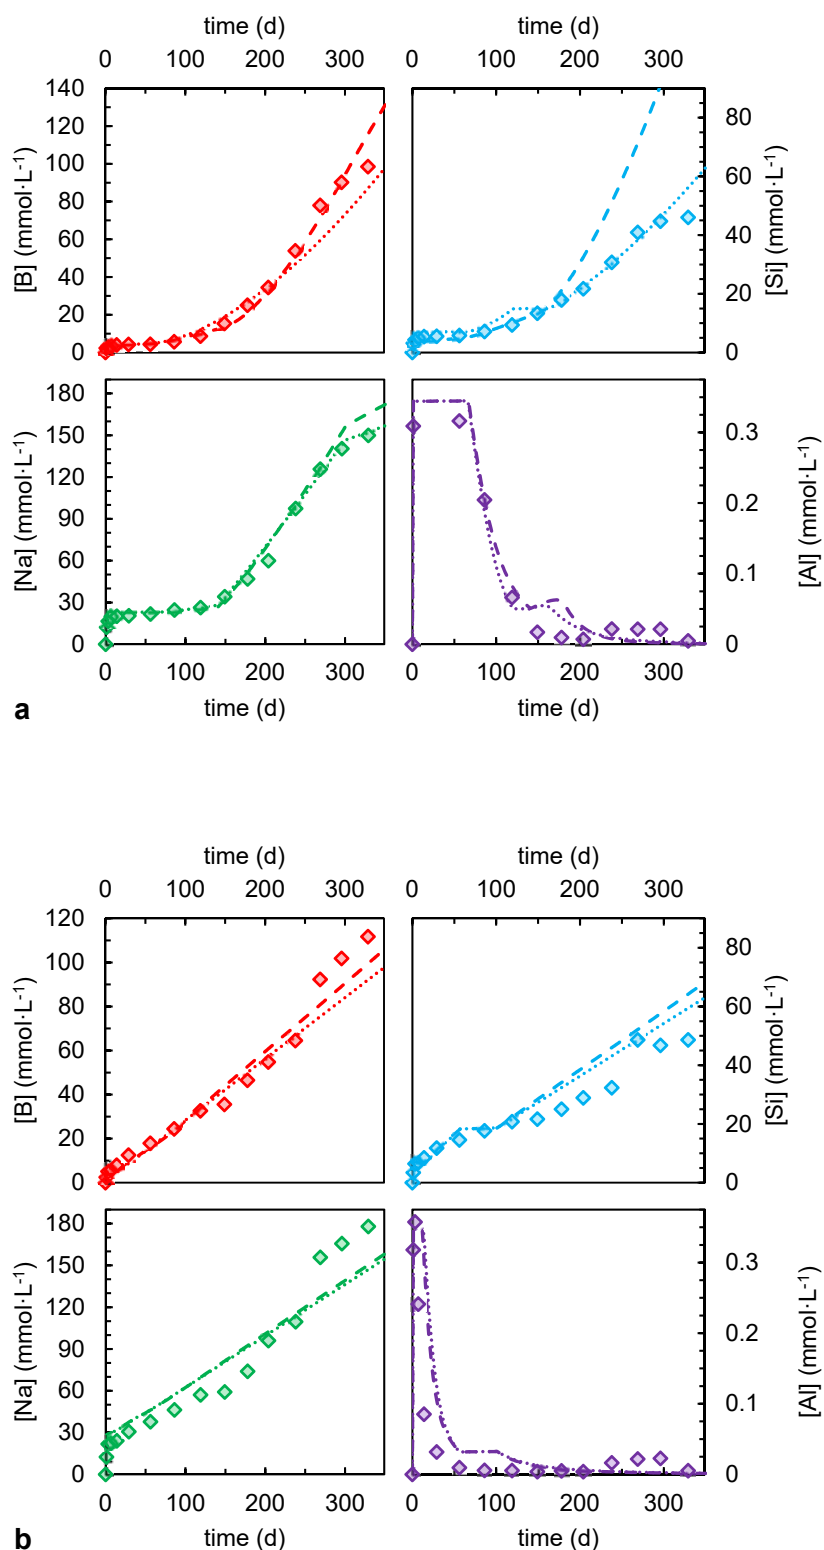 time (d) time (d)
0 100 200 300 0 100 200 300
140
120
100
80
60
40
20
0
[B] (mmol·L-1)
80
60
40
20
0
[Si] (mmol·L-1)
180
150
120
90
60
30
0
[Na] (mmol·L-1)
0.3
0.2
0.1
0
[Al] (mmol·L-1)
0 100 200 300 0 100 200 300
a time (d) time (d)
time (d) time (d)
0 100 200 300 0 100 200 300
120
100
80
60
40
20
0
[B] (mmol·L-1)
80
60
40
20
0
[Si] (mmol·L-1)
180
150
120
90
60
30
0
[Na] (mmol·L-1)
0.3
0.2
0.1
0
[Al] (mmol·L-1)
0 100 200 300 0 100 200 300
b time (d) time (d)